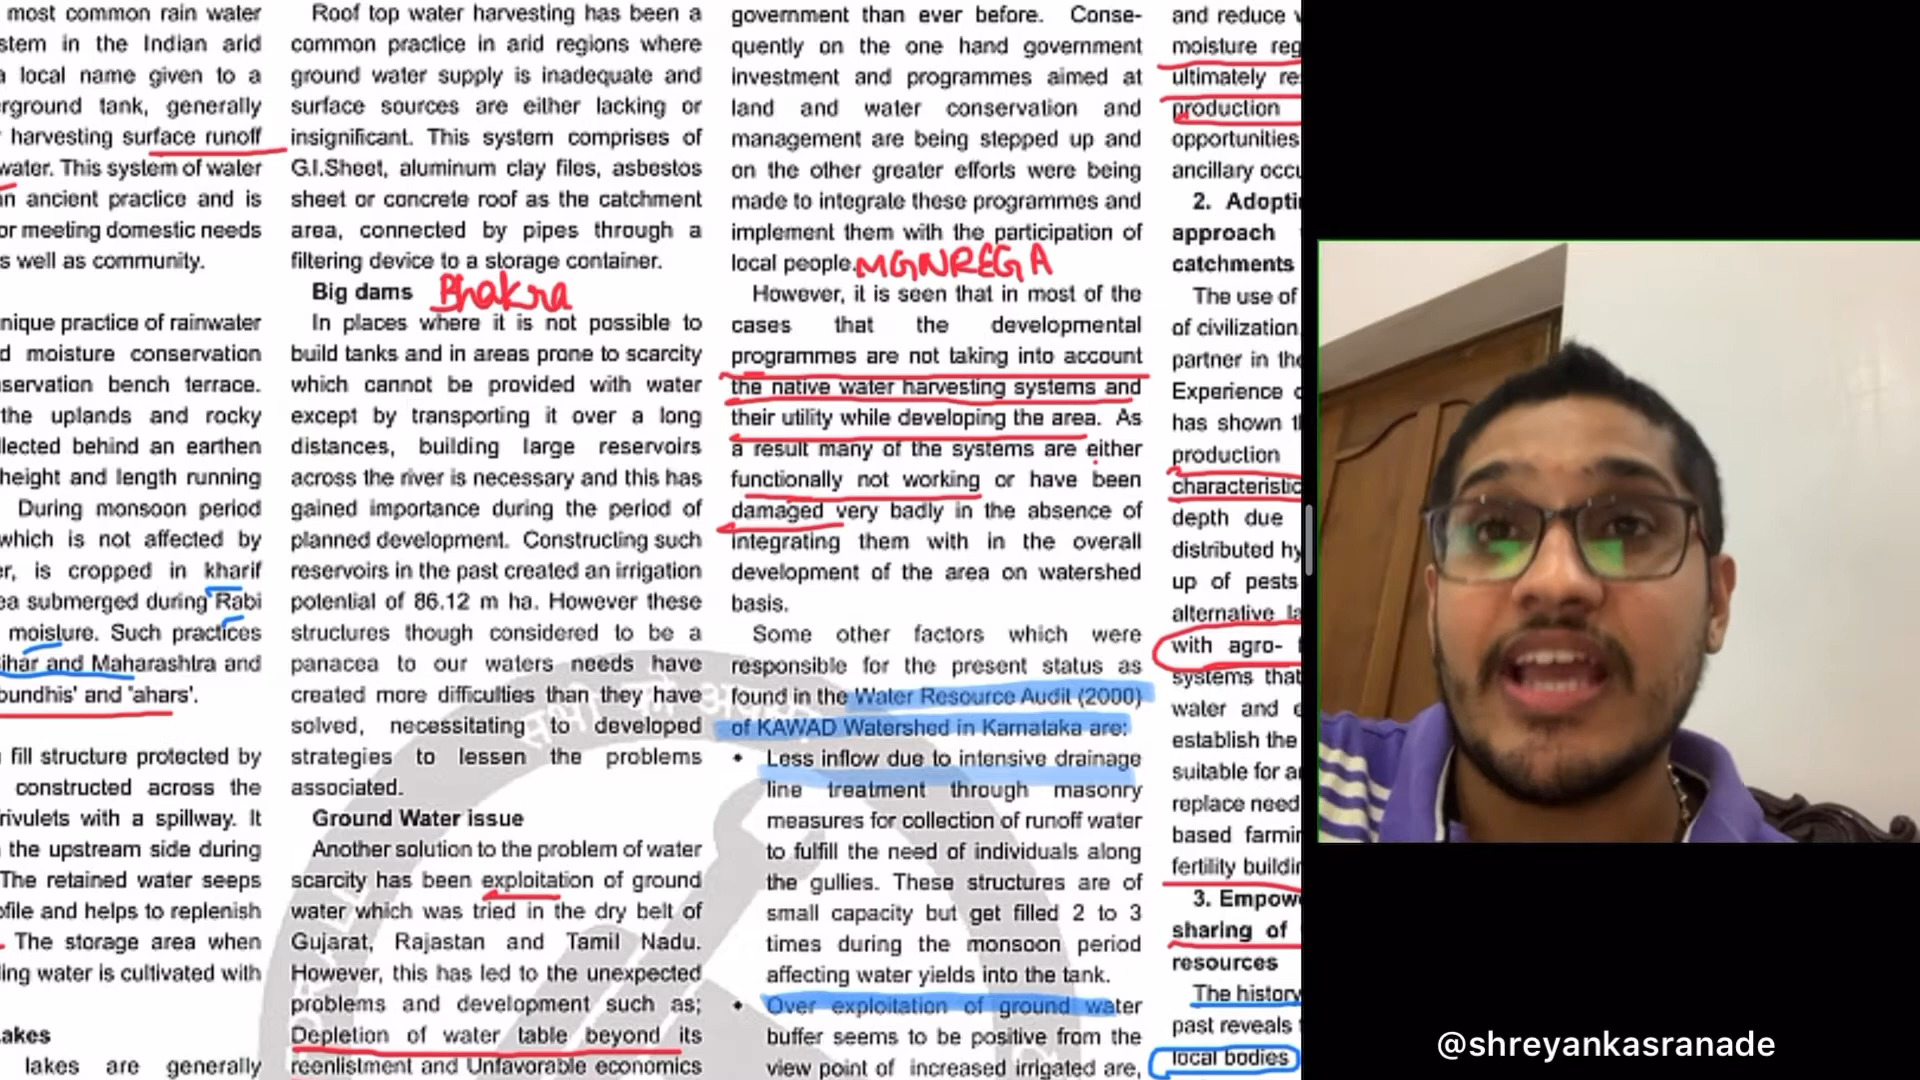 most common rain water
stem in the Indian arid
a local name given to a
rground tank, generally
harvesting surface runoff
water. This system of water
an ancient practice and is
or meeting domestic needs
s well as community.
nique practice of rainwater
d moisture conservation
servation bench terrace.
the uplands and rocky
llected behind an earthen
height and length running
During monsoon period
which is not affected by
er, is cropped in kharif
ea submerged during Rabi
moisture. Such practices
ihar and Maharashtra and
bundhis' and 'ahars'.
fill structure protected by
constructed across the
rivulets with a spillway. It
the upstream side during
The retained water seeps
ofile and helps to replenish
The storage area when
ling water is cultivated with
akes
lakes are generally
Roof top water harvesting has been a
common practice in arid regions where
ground water supply is inadequate and
surface sources are either lacking or
insignificant. This system comprises of
G.I.Sheet, aluminum clay files, asbestos
sheet or concrete roof as the catchment
area, connected by pipes through a
filtering device to a storage container.
Big dams Bhakra
In places where it is not possible to
build tanks and in areas prone to scarcity
which cannot be provided with water
except by transporting it over a long
distances, building large reservoirs
across the river is necessary and this has
gained importance during the period of
planned development. Constructing such
reservoirs in the past created an irrigation
potential of 86.12 m ha. However these
structures though considered to be a
panacea to our waters needs have
created more difficulties than they have
solved, necessitating to developed
strategies to lessen the problems
associated.
Ground Water issue
Another solution to the problem of water
scarcity has been exploitation of ground
water which was tried in the dry belt of
Gujarat, Rajastan and Tamil Nadu.
However, this has led to the unexpected
problems and development such as;
Depletion of water table beyond its
reenlistment and Unfavorable economics
government than ever before. Conse-
quently on the one hand government
investment and programmes aimed at
land and water conservation and
management are being stepped up and
on the other greater efforts were being
made to integrate these programmes and
implement them with the participation of
local people. MGNREGA
However, it is seen that in most of the
cases that the developmental
programmes are not taking into account
the native water harvesting systems and
their utility while developing the area. As
a result many of the systems are either
functionally not working or have been
damaged very badly in the absence of
integrating them with in the overall
development of the area on watershed
basis.
Some other factors which were
responsible for the present status as
found in the Water Resource Audil (2000)
of KAWAD Watershed in Karnataka are:
• Less inflow due to intensive drainage
line treatment through masonry
measures for collection of runoff water
to fulfill the need of individuals along
the gullies. These structures are of
small capacity but get filled 2 to 3
times during the monsoon period
affecting water yields into the tank.
• Over exploitation of ground water
buffer seems to be positive from the
view point of increased irrigated are,
and reduce
moisture reg
ultimately re
production
opportunities
ancillary occu
2. Adopti
approach
catchments
The use of
of civilization.
partner in the
Experience o
has shown t
production
characteristic
depth due
distributed hy
up of pests
alternative la
with agro-
systems that
water and e
establish the
suitable for a
replace need
based farmin
fertility buildin
3. Empowe
sharing of
resources
The history
past reveals
local bodies
@shreyankasranade